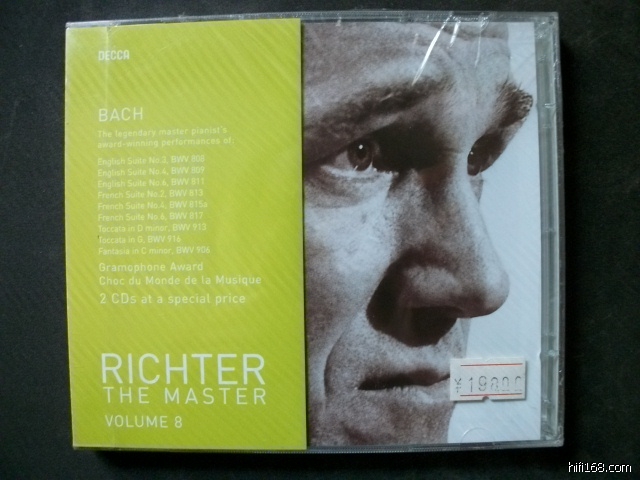 DECCA
BACH
The legendary master pianist's
award-winning performances of
English Suite No.3, BWV 808
English Suite No.4, BWV 809
English Suite No.6, BWV 811
French Suite No.2, BWV 813
French Suite No.4, BWV 815a
French Suite No.6, BWV 817
Toccata in D minor, BWV 913
Toccata in G, BWV 916
Fantasia in C minor, BWV 906
Gramophone Award
Choc du Monde de la Musique
2 CDs at a special price
RICHTER
THE MASTER
VOLUME 8
¥19800
hifi168.com